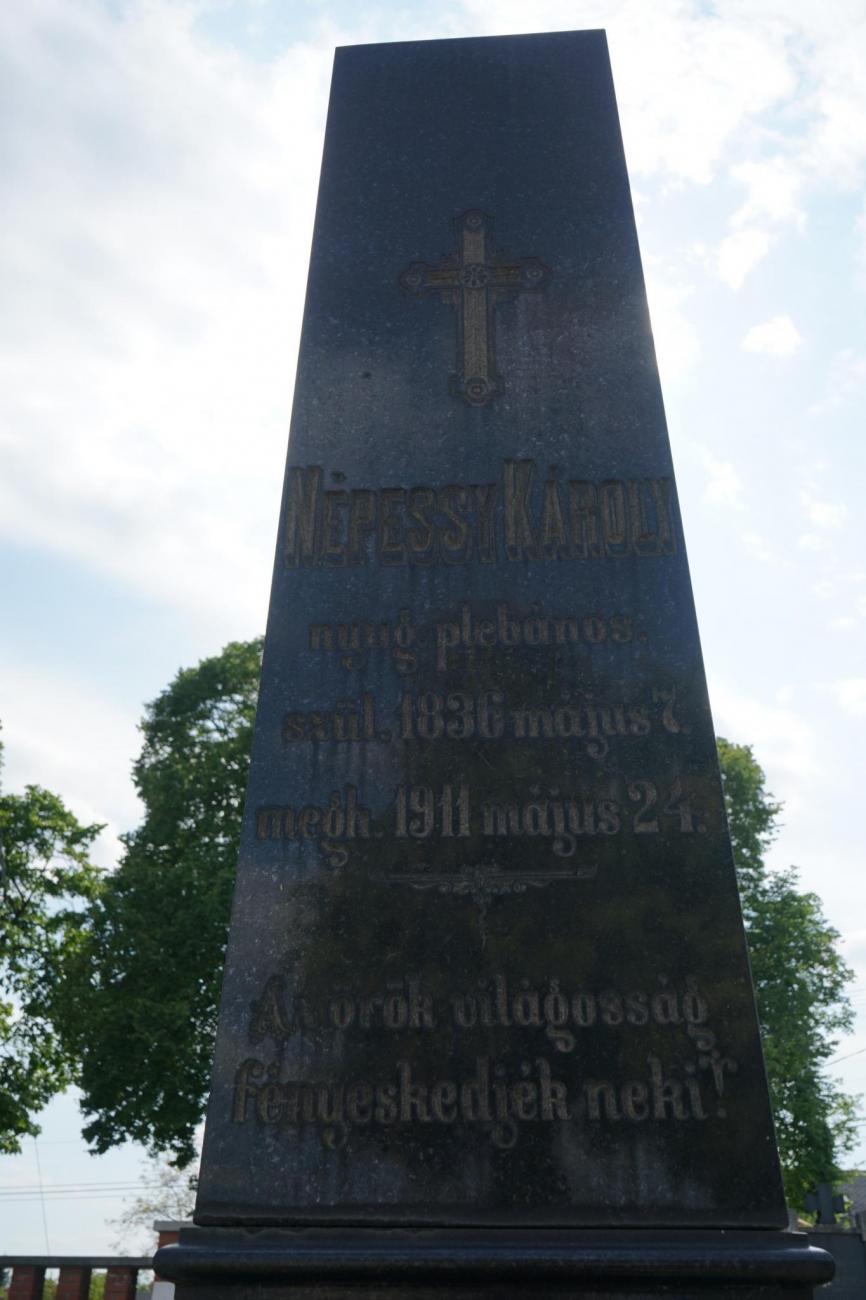 NÉPESSY KÁROLY
nyug. plebános.
szül. 1836 május 7.
megh. 1911 május 24.
Az örök világosság
fényeskedjék neki!